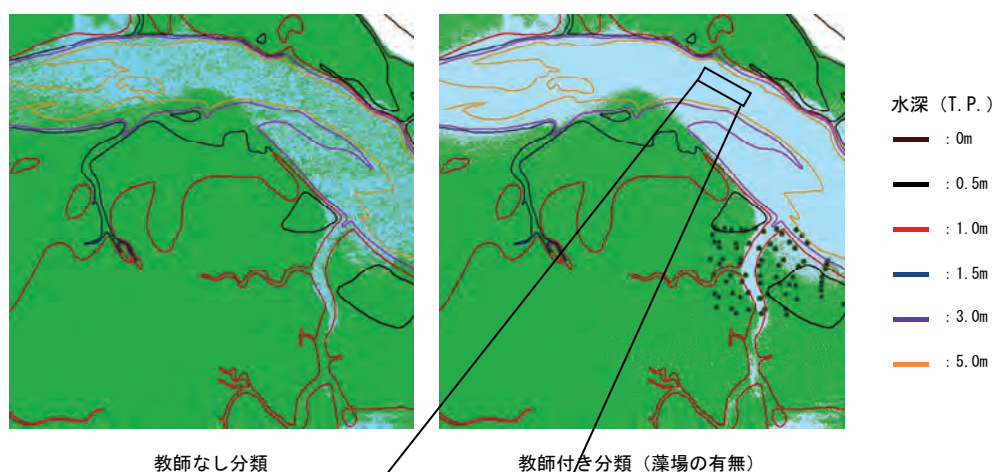 水深（T.P.）
：0m
：0.5m
：1.0m
：1.5m
：3.0m
：5.0m
教師なし分類
教師付き分類（藻場の有無）